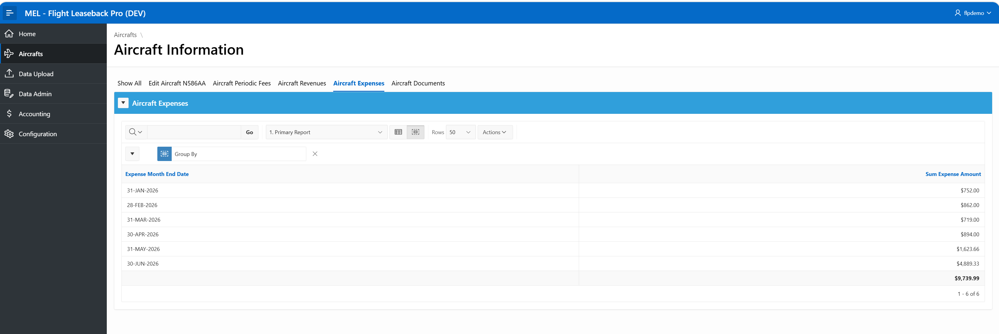 MEL - Flight Leaseback Pro (DEV)
flpdemo
Home
Aircrafts
Data Upload
Data Admin
Accounting
Configuration
Aircrafts \
Aircraft Information
Show All Edit Aircraft N586AA Aircraft Periodic Fees Aircraft Revenues Aircraft Expenses Aircraft Documents
Aircraft Expenses
Go 1. Primary Report Rows 50 Actions
Group By
Expense Month End Date Sum Expense Amount
31-JAN-2026 $752.00
28-FEB-2026 $862.00
31-MAR-2026 $719.00
30-APR-2026 $894.00
31-MAY-2026 $1,623.66
30-JUN-2026 $4,889.33
$9,739.99
1 - 6 of 6